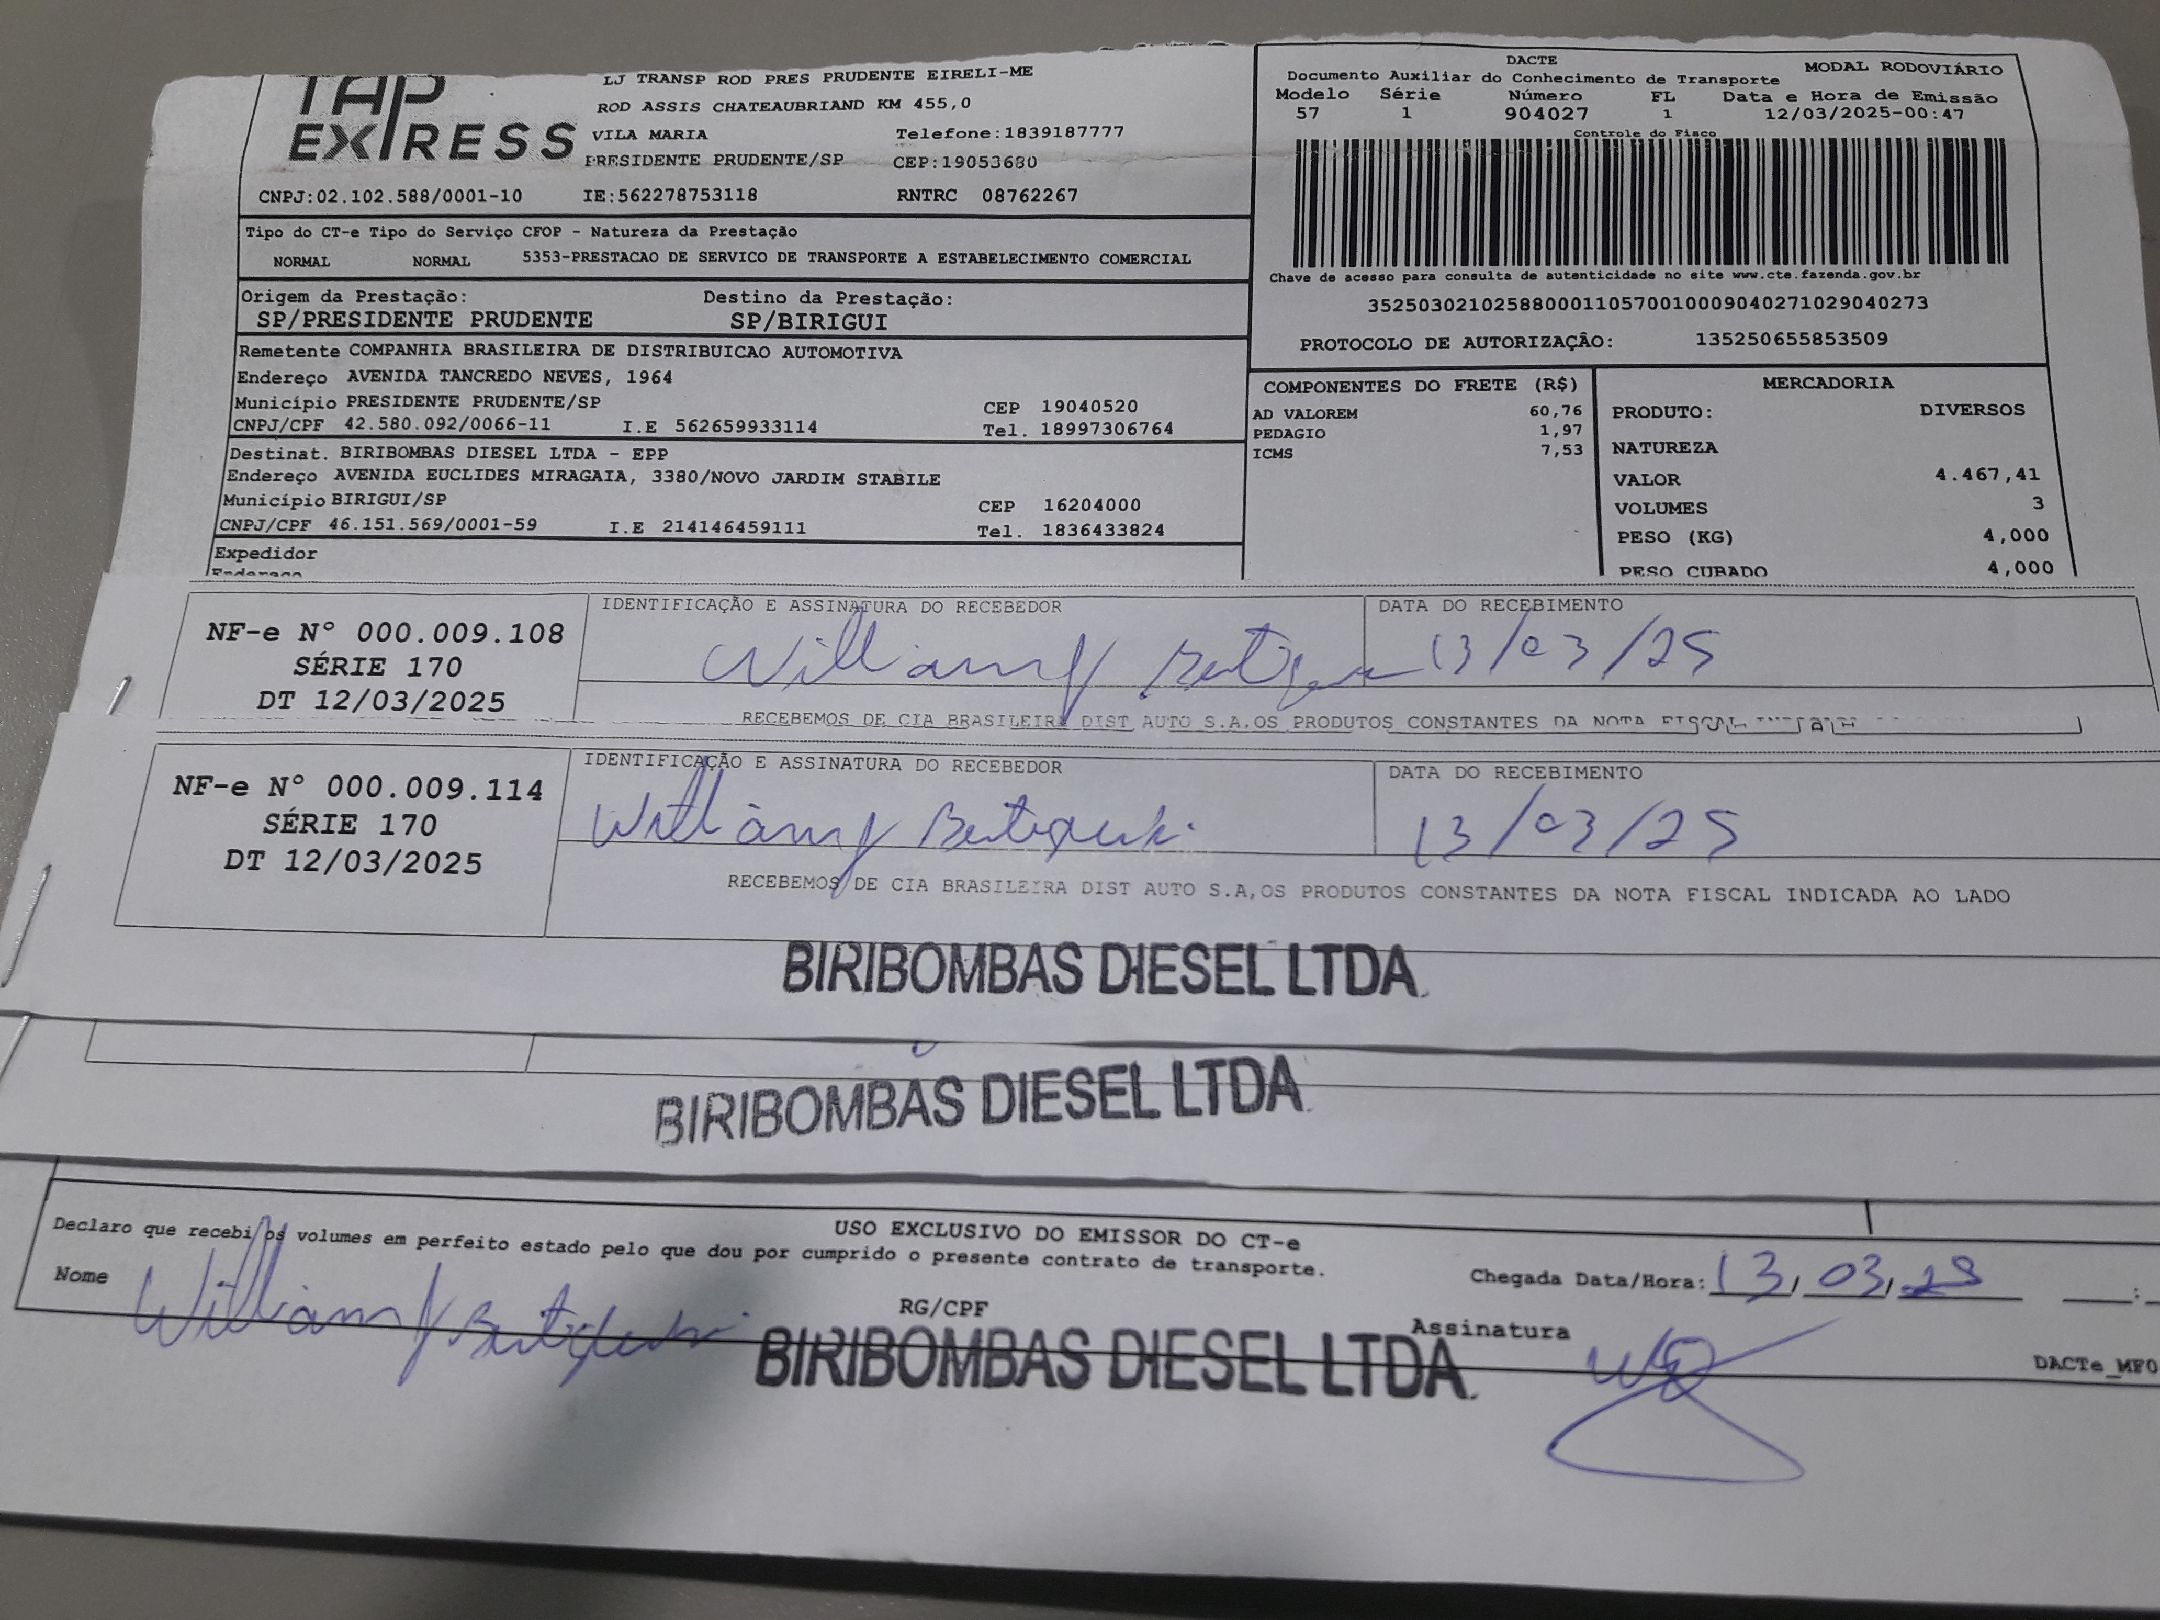 TAP EXPRESS
LJ TRANSP ROD PRES PRUDENTE EIRELI-ME
ROD ASSIS CHATEAUBRIAND KM 455,0
VILA MARIA Telefone:1839187777
PRESIDENTE PRUDENTE/SP CEP:19053680
CNPJ:02.102.588/0001-10 IE:562278753118 RNTRC 08762267
Tipo do CT-e Tipo do Serviço CFOP - Natureza da Prestação
NORMAL NORMAL 5353-PRESTACAO DE SERVICO DE TRANSPORTE A ESTABELECIMENTO COMERCIAL
Origem da Prestação: Destino da Prestação:
SP/PRESIDENTE PRUDENTE SP/BIRIGUI
Remetente COMPANHIA BRASILEIRA DE DISTRIBUICAO AUTOMOTIVA
Endereço AVENIDA TANCREDO NEVES, 1964
Município PRESIDENTE PRUDENTE/SP CEP 19040520
CNPJ/CPF 42.580.092/0066-11 I.E 562659933114 Tel. 18997306764
Destinat. BIRIBOMBAS DIESEL LTDA - EPP
Endereço AVENIDA EUCLIDES MIRAGAIA, 3380/NOVO JARDIM STABILE
Município BIRIGUI/SP CEP 16204000
CNPJ/CPF 46.151.569/0001-59 I.E 214146459111 Tel. 1836433824
Expedidor
Endereço
DACTE
Documento Auxiliar do Conhecimento de Transporte MODAL RODOVIÁRIO
Modelo Série Número FL Data e Hora de Emissão
57 1 904027 1 12/03/2025-00:47
Controle do Fisco
Chave de acesso para consulta de autenticidade no site www.cte.fazenda.gov.br
35250302102588000110570010009040271029040273
PROTOCOLO DE AUTORIZAÇÃO: 135250655853509
COMPONENTES DO FRETE (R$)
AD VALOREM 60,76
PEDAGIO 1,97
ICMS 7,53
MERCADORIA
PRODUTO: DIVERSOS
NATUREZA
VALOR 4.467,41
VOLUMES 3
PESO (KG) 4,000
PESO CUBADO 4,000
NF-e Nº 000.009.108
SÉRIE 170
DT 12/03/2025
IDENTIFICAÇÃO E ASSINATURA DO RECEBEDOR DATA DO RECEBIMENTO
William 13/03/25
RECEBEMOS DE CIA BRASILEIRA DIST AUTO S.A,OS PRODUTOS CONSTANTES DA NOTA FISCAL
NF-e Nº 000.009.114
SÉRIE 170
DT 12/03/2025
IDENTIFICAÇÃO E ASSINATURA DO RECEBEDOR DATA DO RECEBIMENTO
William 13/03/25
RECEBEMOS DE CIA BRASILEIRA DIST AUTO S.A,OS PRODUTOS CONSTANTES DA NOTA FISCAL INDICADA AO LADO
BIRIBOMBAS DIESEL LTDA.
BIRIBOMBAS DIESEL LTDA.
USO EXCLUSIVO DO EMISSOR DO CT-e
Declaro que recebi os volumes em perfeito estado pelo que dou por cumprido o presente contrato de transporte.
Nome William RG/CPF Chegada Data/Hora: 13/03/25
Assinatura
BIRIBOMBAS DIESEL LTDA.
DACTe_MF0